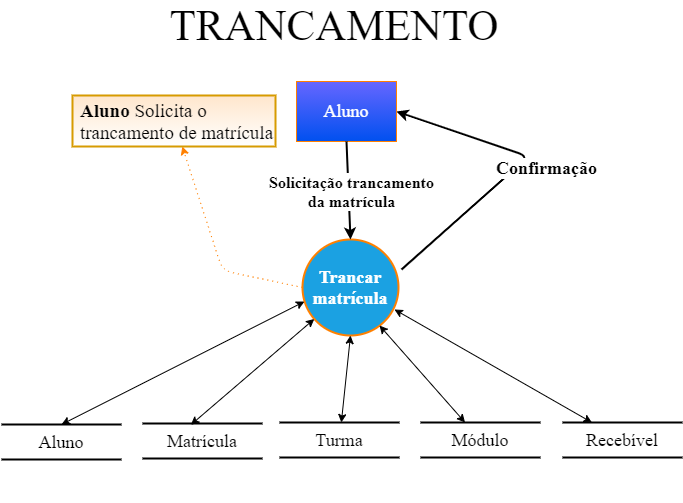 TRANCAMENTO
Aluno Solicita o
trancamento de matrícula
Aluno
Confirmação
Solicitação trancamento
da matrícula
Trancar
matrícula
Aluno
Matrícula
Turma
Módulo
Recebível